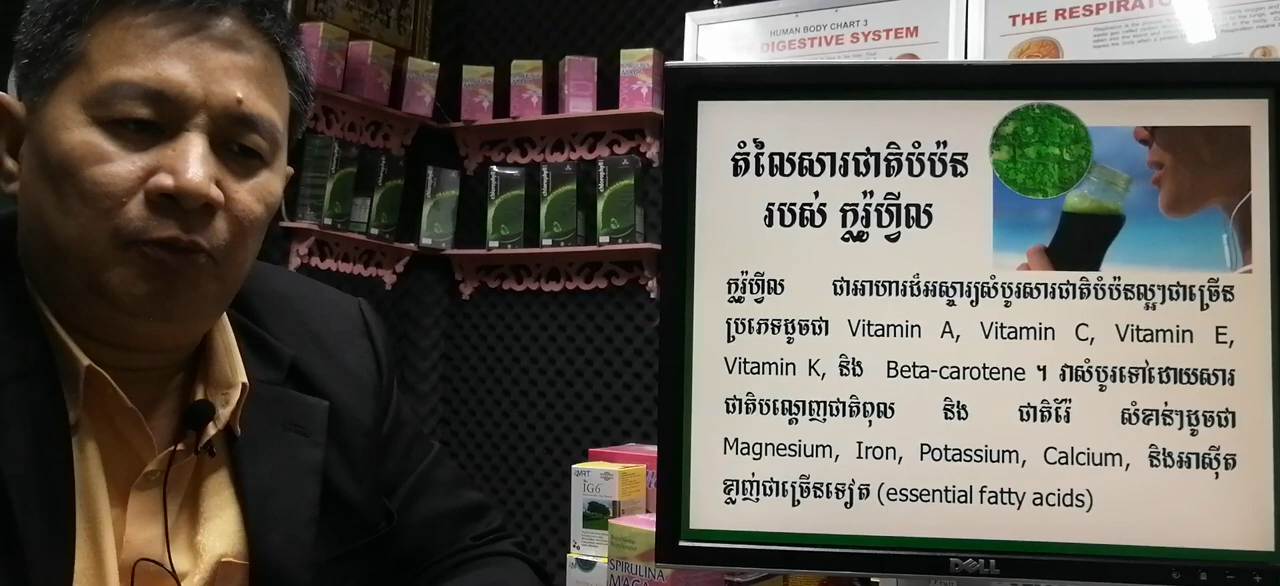 HUMAN BODY CHART 3
DIGESTIVE SYSTEM
THE RESPIRATO
តំលៃសារជាតិបំប៉ន
របស់ ក្លរ៉ូហ្វីល
ក្លរ៉ូហ្វីល ជាអាហារដ៏អស្ចារ្យសំបូរសារជាតិបំប៉នល្អៗជាច្រើន
ប្រភេទដូចជា Vitamin A, Vitamin C, Vitamin E,
Vitamin K, និង Beta-carotene ។ វាសំបូរទៅដោយសារ
ជាតិបណ្តេញជាតិពុល និង ជាតិរ៉ែ សំខាន់ៗដូចជា
Magnesium, Iron, Potassium, Calcium, និងអាស៊ីត
ខ្លាញ់ជាច្រើនទៀត (essential fatty acids)
DELL
chlorophyll
chlorophyll
chlorophyll
IG6
SPIRULINA
MAGA